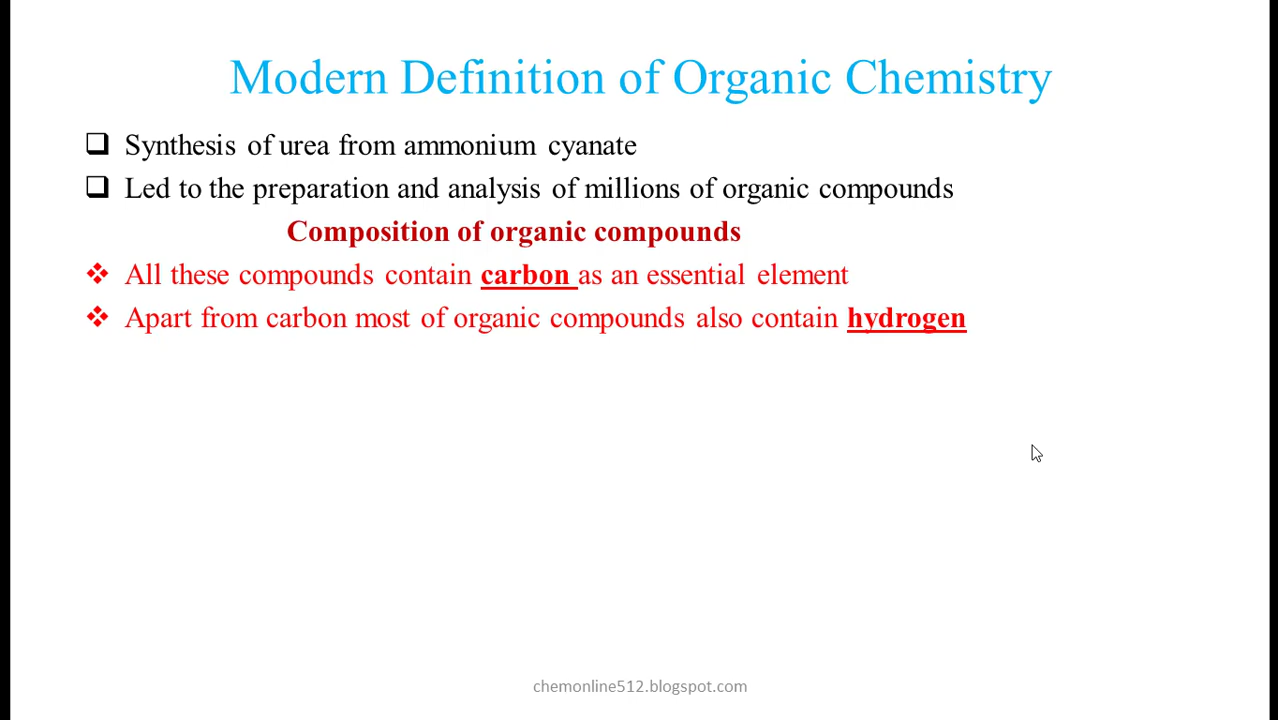 Modern Definition of Organic Chemistry
❑ Synthesis of urea from ammonium cyanate
❑ Led to the preparation and analysis of millions of organic compounds
Composition of organic compounds
❖ All these compounds contain carbon as an essential element
❖ Apart from carbon most of organic compounds also contain hydrogen
chemonline512.blogspot.com